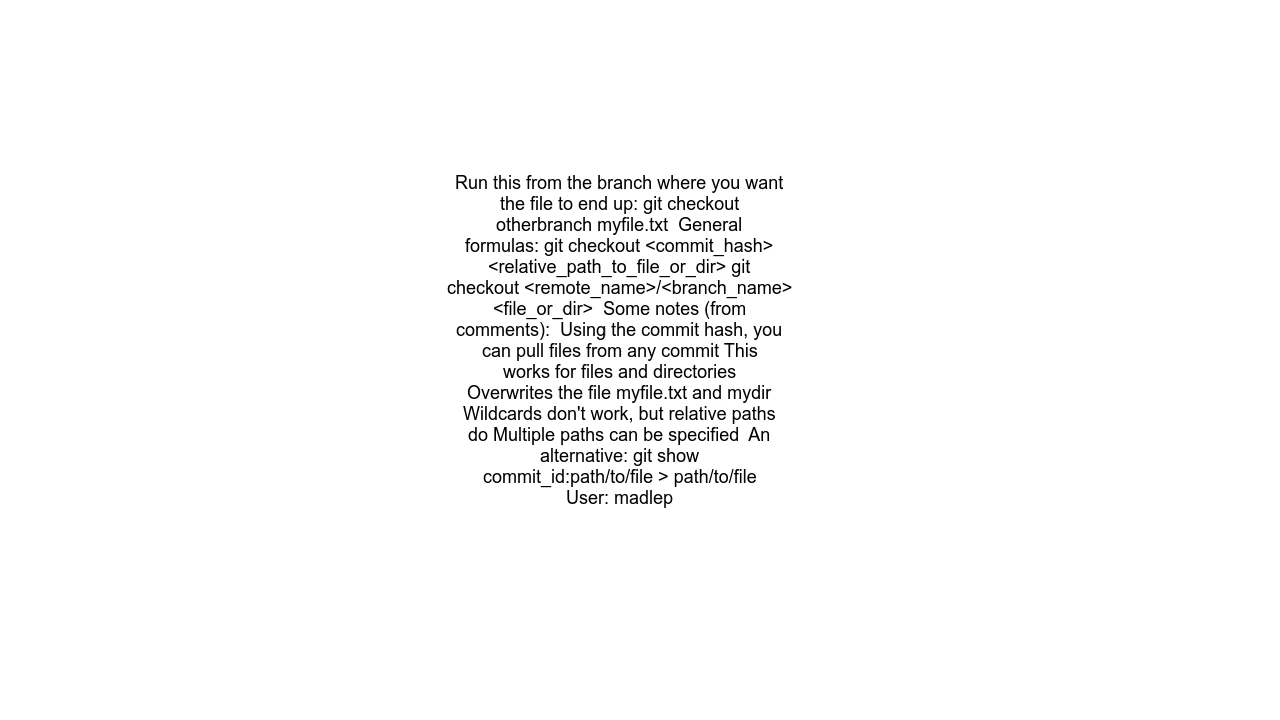 Run this from the branch where you want
the file to end up: git checkout
otherbranch myfile.txt  General
formulas: git checkout <commit_hash>
<relative_path_to_file_or_dir> git
checkout <remote_name>/<branch_name>
<file_or_dir>  Some notes (from
comments):  Using the commit hash, you
can pull files from any commit This
works for files and directories
Overwrites the file myfile.txt and mydir
Wildcards don't work, but relative paths
do Multiple paths can be specified  An
alternative: git show
commit_id:path/to/file > path/to/file
User: madlep